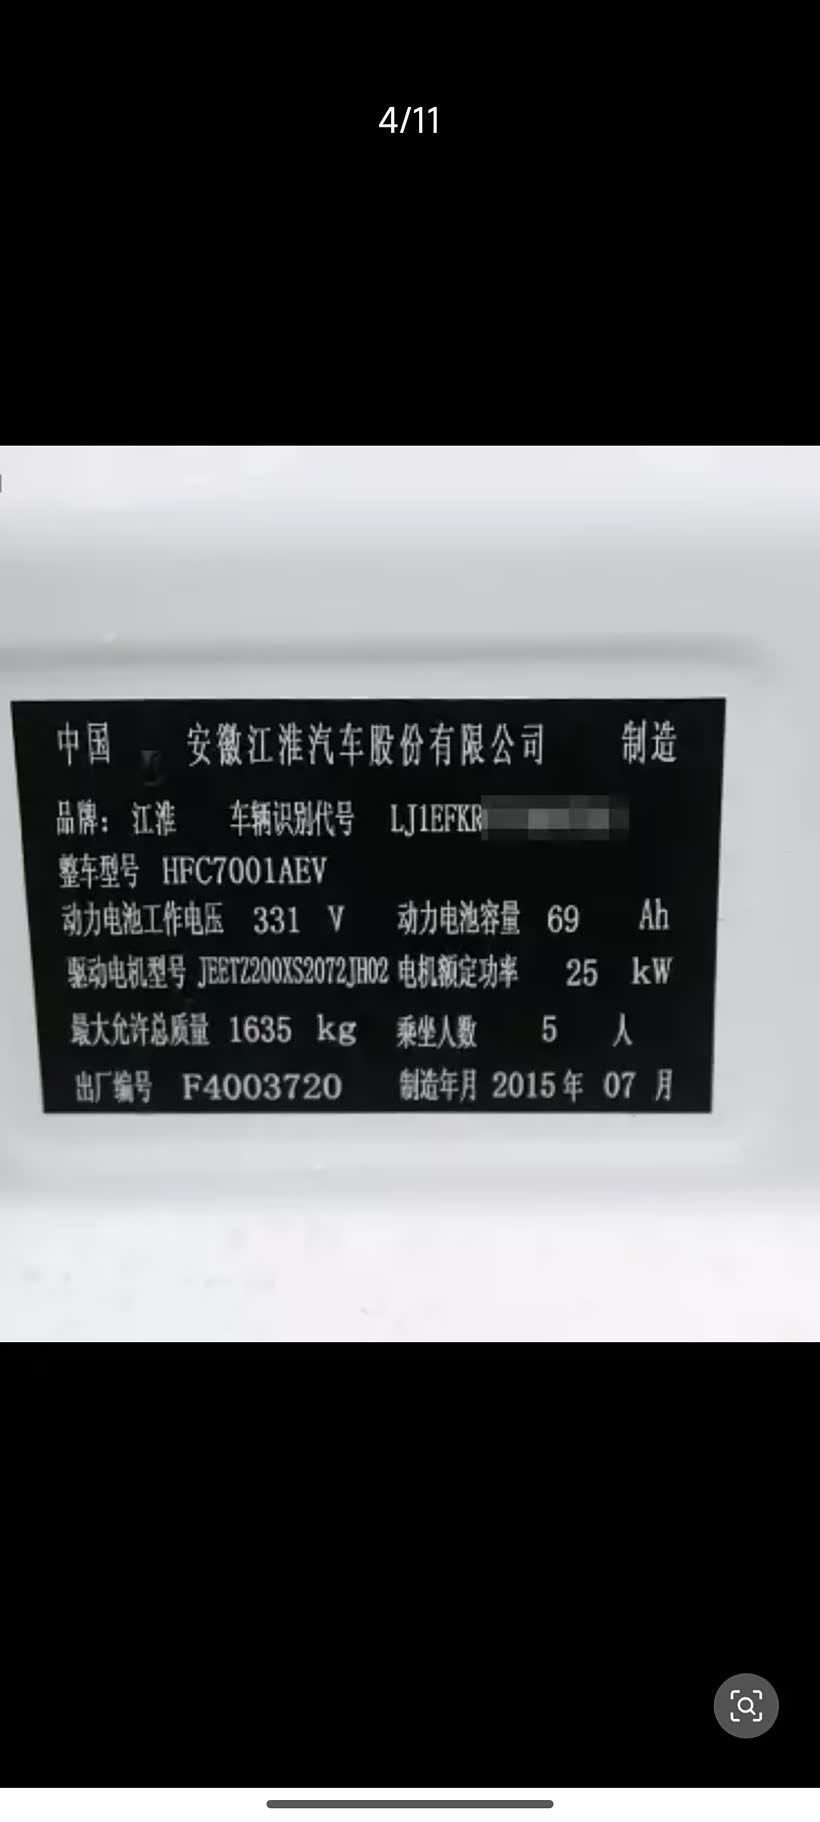 4/11
中国 安徽江淮汽车股份有限公司 制造
品牌：江淮 车辆识别代号 LJ1EFKR
整车型号 HFC7001AEV
动力电池工作电压 331 V 动力电池容量 69 Ah
驱动电机型号 JEETZ200XS2072JH02 电机额定功率 25 kW
最大允许总质量 1635 kg 乘坐人数 5 人
出厂编号 F4003720 制造年月 2015年 07 月